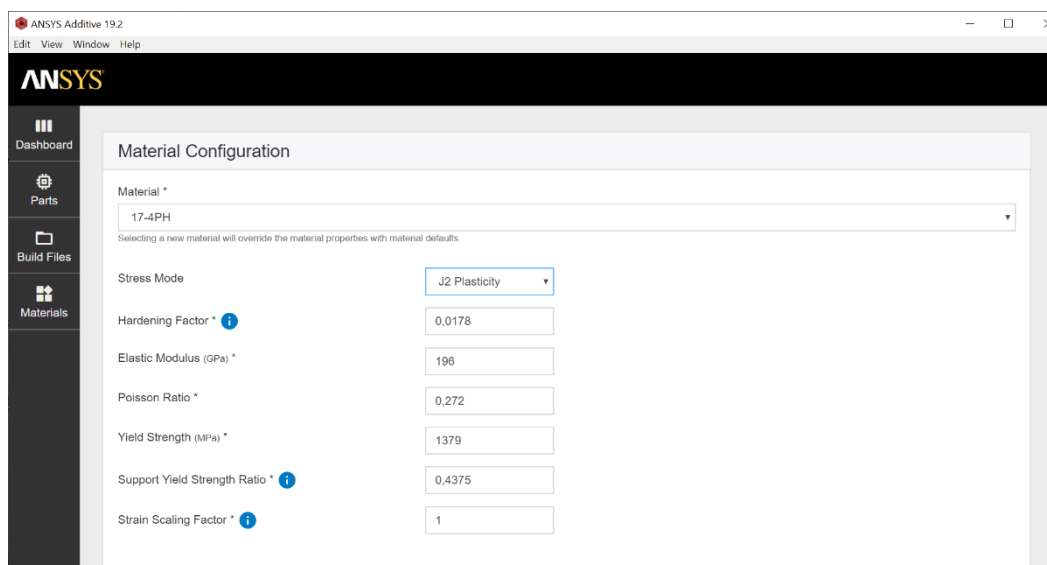 ANSYS Additive 19.2
Edit View Window Help
ANSYS
Dashboard
Parts
Build Files
Materials
Material Configuration
Material *
17-4PH
Selecting a new material will override the material properties with material defaults
Stress Mode
J2 Plasticity
Hardening Factor *
0,0178
Elastic Modulus (GPa) *
196
Poisson Ratio *
0,272
Yield Strength (MPa) *
1379
Support Yield Strength Ratio *
0,4375
Strain Scaling Factor *
1